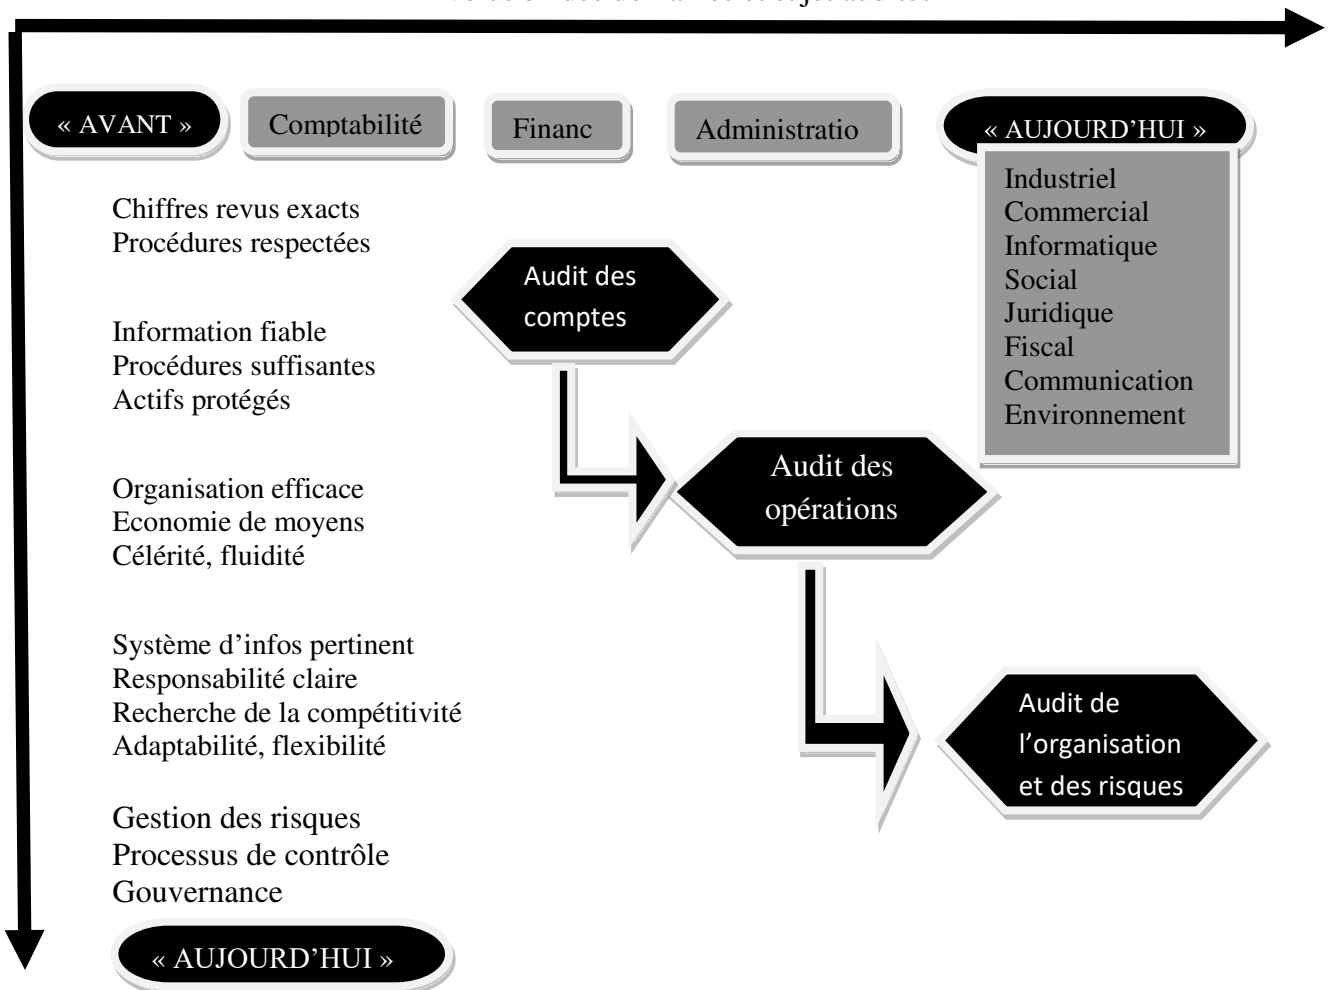 « AVANT »
Comptabilité
Financ
Administratio
« AUJOURD’HUI »
Industriel
Commercial
Informatique
Social
Juridique
Fiscal
Communication
Environnement
Chiffres revus exacts
Procédures respectées
Information fiable
Procédures suffisantes
Actifs protégés
Organisation efficace
Economie de moyens
Célérité, fluidité
Système d’infos pertinent
Responsabilité claire
Recherche de la compétitivité
Adaptabilité, flexibilité
Gestion des risques
Processus de contrôle
Gouvernance
« AUJOURD’HUI »
Audit des
comptes
Audit des
opérations
Audit de
l’organisation
et des risques